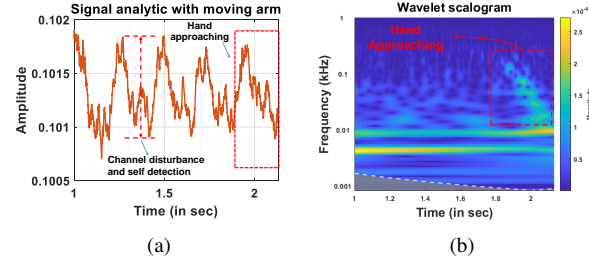 Signal analytic with moving arm
0.102
0.1015
0.101
0.1005
Amplitude
Hand
approaching
Channel disturbance
and self detection
1
1.5
2
Time (in sec)
(a)
Wavelet scalogram
1
0.1
0.01
0.001
Frequency (kHz)
Hand
Approaching
1
1.2
1.4
1.6
1.8
2
Time (in sec)
×10⁻⁴
2.5
2
1.5
1
0.5
(b)